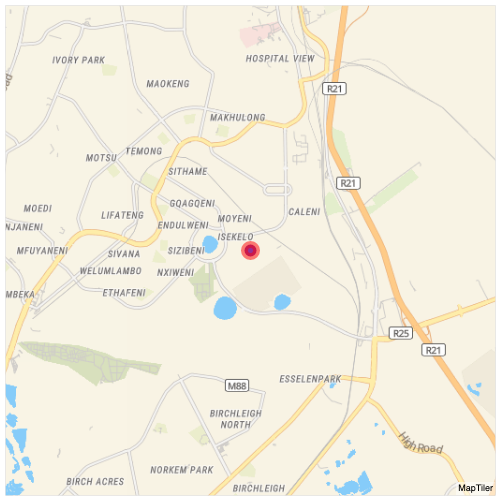 HOSPITAL VIEW
IVORY PARK
R21
MAOKENG
MAKHULONG
TEMONG
MOTSU
SITHAME
R21
GQAGQENI
MOEDI
LIFATENG
MOYENI
CALENI
NJANENI
ENDULWENI
ISEKELO
MFUYANENI
SIVANA
SIZIBENI
WELUMLAMBO
NXIWENI
MBEKA
ETHAFENI
R25
R21
ESSELENPARK
M88
BIRCHLEIGH
NORTH
High Road
NORKEM PARK
BIRCH ACRES
BIRCHLEIGH
MapTiler